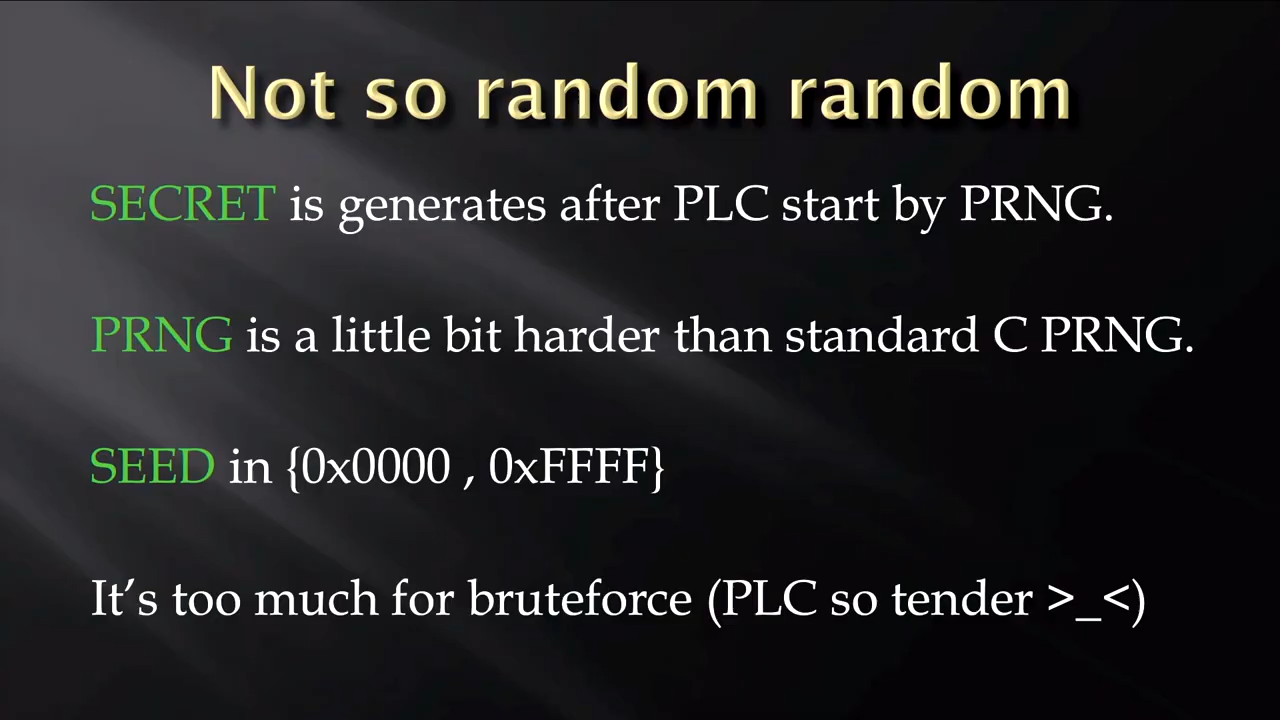 Not so random random
SECRET is generates after PLC start by PRNG.
PRNG is a little bit harder than standard C PRNG.
SEED in {0x0000 , 0xFFFF}
It’s too much for bruteforce (PLC so tender >_<)